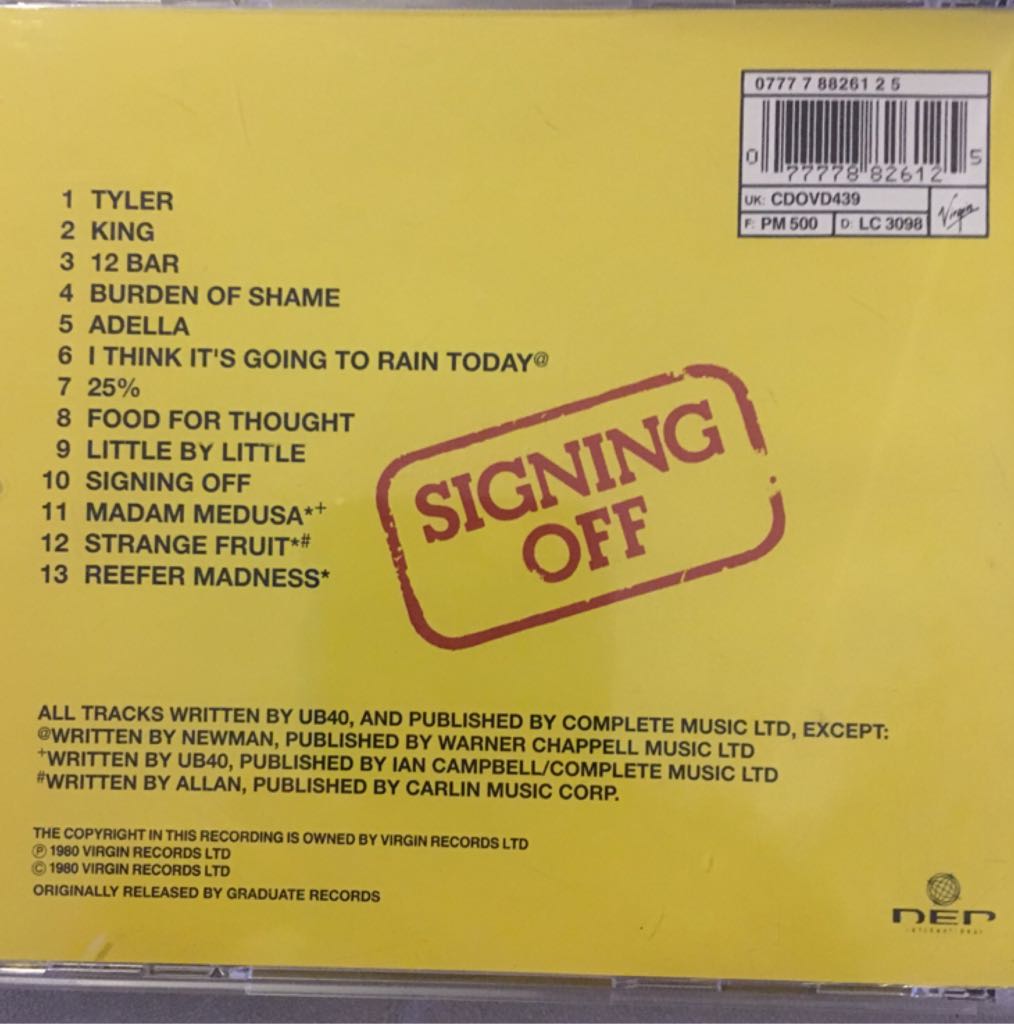 0777 7 88261 2 5
0 77778 82612 5
UK: CDOVD439
F: PM 500 D: LC 3098 Virgin
1 TYLER
2 KING
3 12 BAR
4 BURDEN OF SHAME
5 ADELLA
6 I THINK IT'S GOING TO RAIN TODAY@
7 25%
8 FOOD FOR THOUGHT
9 LITTLE BY LITTLE
10 SIGNING OFF
11 MADAM MEDUSA*+
12 STRANGE FRUIT*#
13 REEFER MADNESS*
SIGNING
OFF
ALL TRACKS WRITTEN BY UB40, AND PUBLISHED BY COMPLETE MUSIC LTD, EXCEPT:
@WRITTEN BY NEWMAN, PUBLISHED BY WARNER CHAPPELL MUSIC LTD
+WRITTEN BY UB40, PUBLISHED BY IAN CAMPBELL/COMPLETE MUSIC LTD
#WRITTEN BY ALLAN, PUBLISHED BY CARLIN MUSIC CORP.
THE COPYRIGHT IN THIS RECORDING IS OWNED BY VIRGIN RECORDS LTD
℗ 1980 VIRGIN RECORDS LTD
© 1980 VIRGIN RECORDS LTD
ORIGINALLY RELEASED BY GRADUATE RECORDS
DEP
INTERNATIONAL